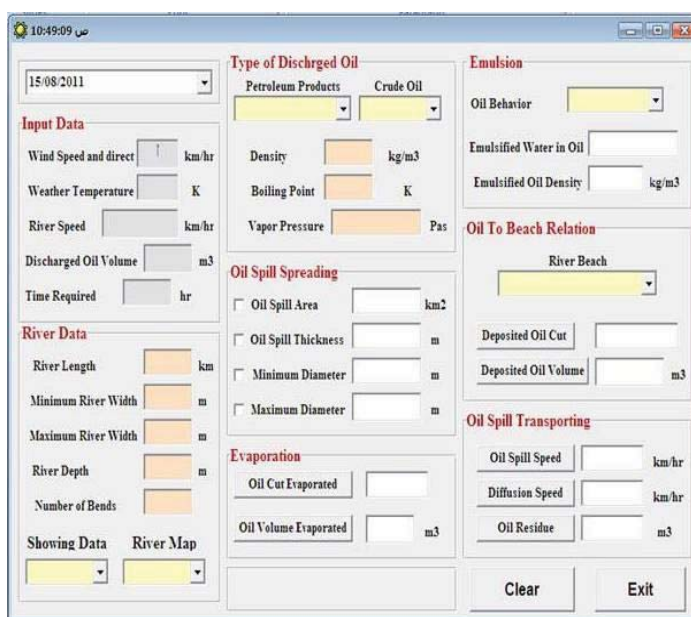 10:49:09 ص
15/08/2011
Input Data
Wind Speed and direct km/hr
Weather Temperature K
River Speed km/hr
Discharged Oil Volume m3
Time Required hr
River Data
River Length km
Minimum River Width m
Maximum River Width m
River Depth m
Number of Bends
Showing Data River Map
Type of Dischrged Oil
Petroleum Products Crude Oil
Density kg/m3
Boiling Point K
Vapor Pressure Pas
Oil Spill Spreading
Oil Spill Area km2
Oil Spill Thickness m
Minimum Diameter m
Maximum Diameter m
Evaporation
Oil Cut Evaporated
Oil Volume Evaporated m3
Emulsion
Oil Behavior
Emulsified Water in Oil
Emulsified Oil Density kg/m3
Oil To Beach Relation
River Beach
Deposited Oil Cut
Deposited Oil Volume m3
Oil Spill Transporting
Oil Spill Speed km/hr
Diffusion Speed km/hr
Oil Residue m3
Clear Exit